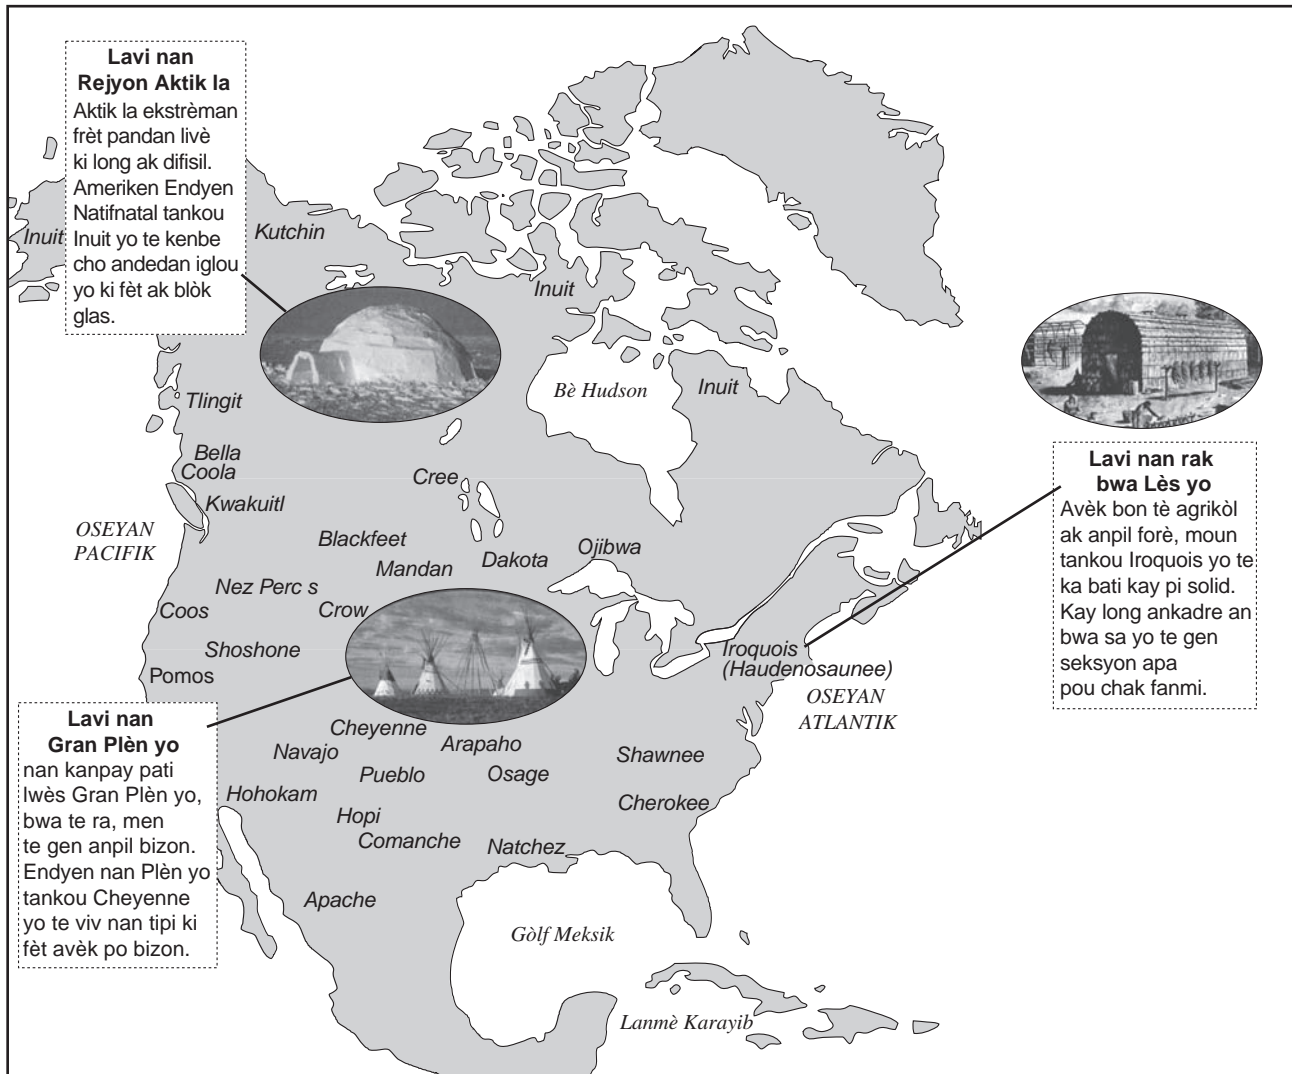 Lavi nan
Rejyon Aktik la
Aktik la ekstrèman
frèt pandan livè
ki long ak difisil.
Ameriken Endyen
Natifnatal tankou
Inuit yo te kenbe
cho andedan iglou
yo ki fèt ak blòk
glas.
Inuit
Kutchin
Inuit
Bè Hudson
Inuit
Tlingit
Bella
Coola
Kwakuitl
Cree
OSEYAN
PACIFIK
Blackfeet
Mandan
Dakota
Ojibwa
Nez Perc s
Coos
Crow
Shoshone
Pomos
Iroquois
(Haudenosaunee)
OSEYAN
ATLANTIK
Lavi nan rak
bwa Lès yo
Avèk bon tè agrikòl
ak anpil forè, moun
tankou Iroquois yo te
ka bati kay pi solid.
Kay long ankadre an
bwa sa yo te gen
seksyon apa
pou chak fanmi.
Lavi nan
Gran Plèn yo
nan kanpay pati
lwès Gran Plèn yo,
bwa te ra, men
te gen anpil bizon.
Endyen nan Plèn yo
tankou Cheyenne
yo te viv nan tipi ki
fèt avèk po bizon.
Cheyenne
Navajo
Arapaho
Pueblo
Osage
Shawnee
Hohokam
Hopi
Cherokee
Comanche
Natchez
Apache
Gòlf Meksik
Lanmè Karayib